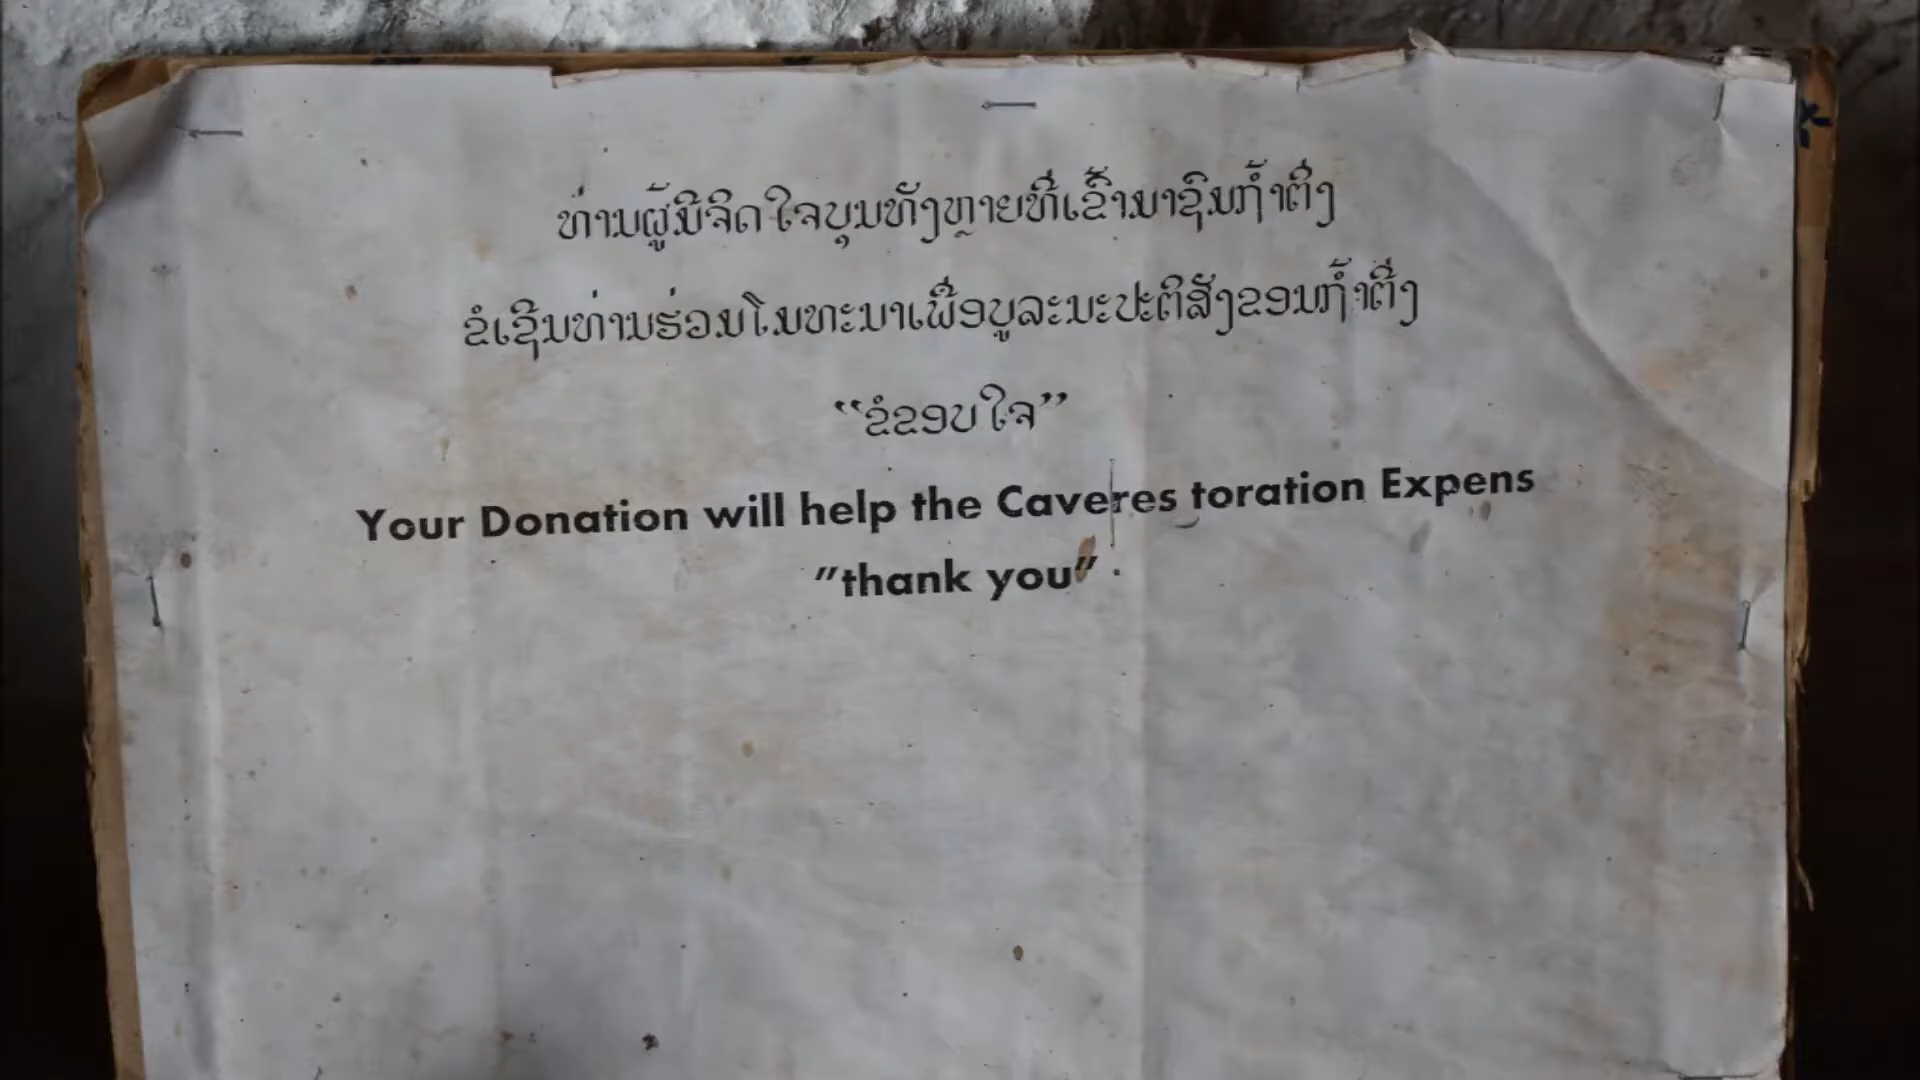 ທ່ານຜູ້ມີຈິດໃຈບຸນທັງຫຼາຍທີ່ເຂົ້າມາຊົມຖ້ຳຕິ່ງ
ຂໍເຊີນທ່ານຮ່ວມໂມທະນາເພື່ອບູລະນະປະຕິສັງຂອນຖ້ຳຕິ່ງ
“ຂໍຂອບໃຈ”
Your Donation will help the Caveres toration Expens
"thank you"